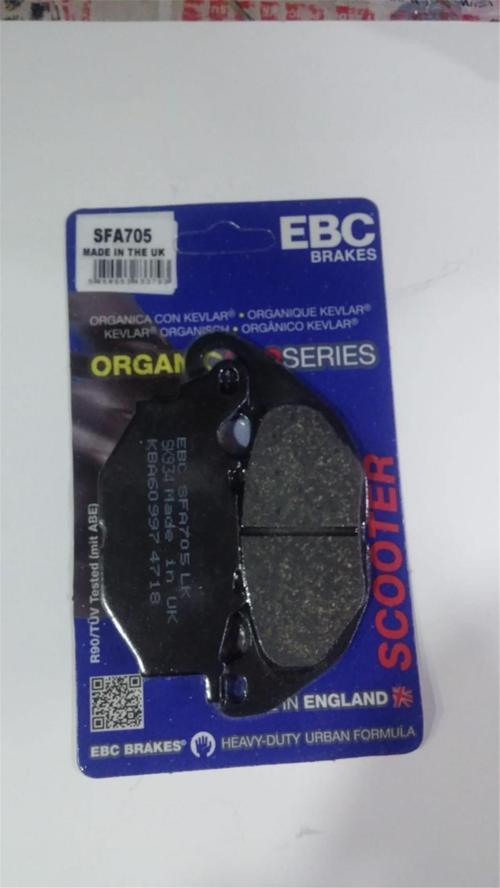 SFA705
MADE IN THE UK
EBC
BRAKES
ORGANICA CON KEVLAR® • ORGANIQUE KEVLAR®
KEVLAR® ORGANISCH • ORGÂNICO KEVLAR®
SERIES
EBC SFA705 LK
SK934 Made in UK
KBA60997 4718
SCOOTER
R90/TÜV Tested (mit ABE)
IN ENGLAND
EBC BRAKES®
HEAVY-DUTY URBAN FORMULA